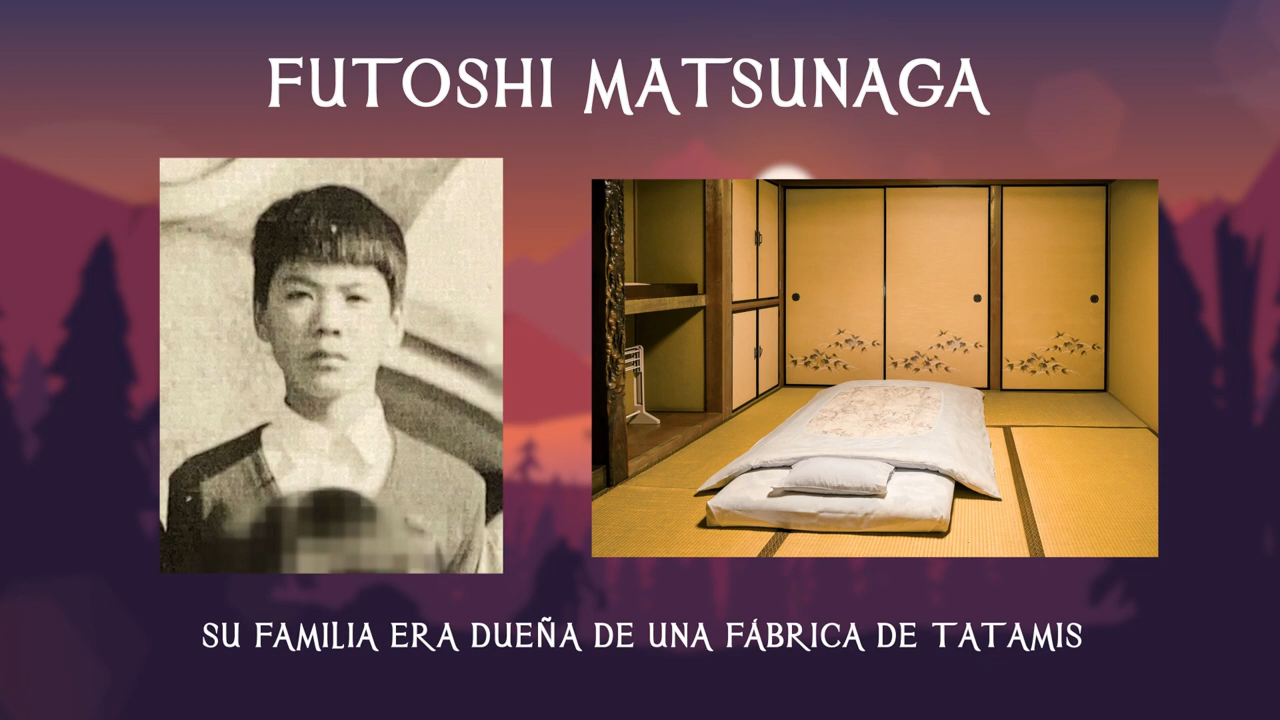 FUTOSHI MATSUNAGA
SU FAMILIA ERA DUEÑA DE UNA FÁBRICA DE TATAMIS